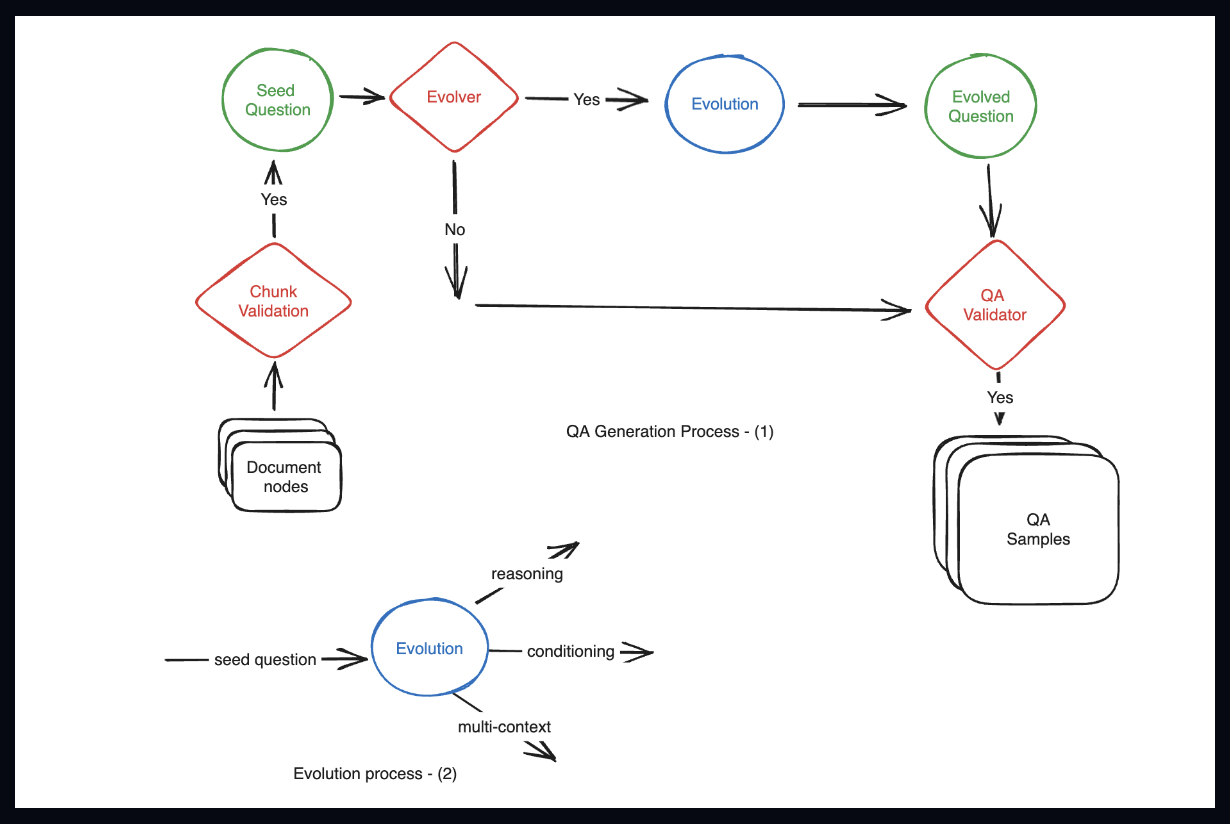 Seed
Question
Evolver
Yes
Evolution
Evolved
Question
Yes
No
Chunk
Validation
QA
Validator
Yes
QA Generation Process - (1)
Document
nodes
QA
Samples
reasoning
seed question
Evolution
conditioning
multi-context
Evolution process - (2)